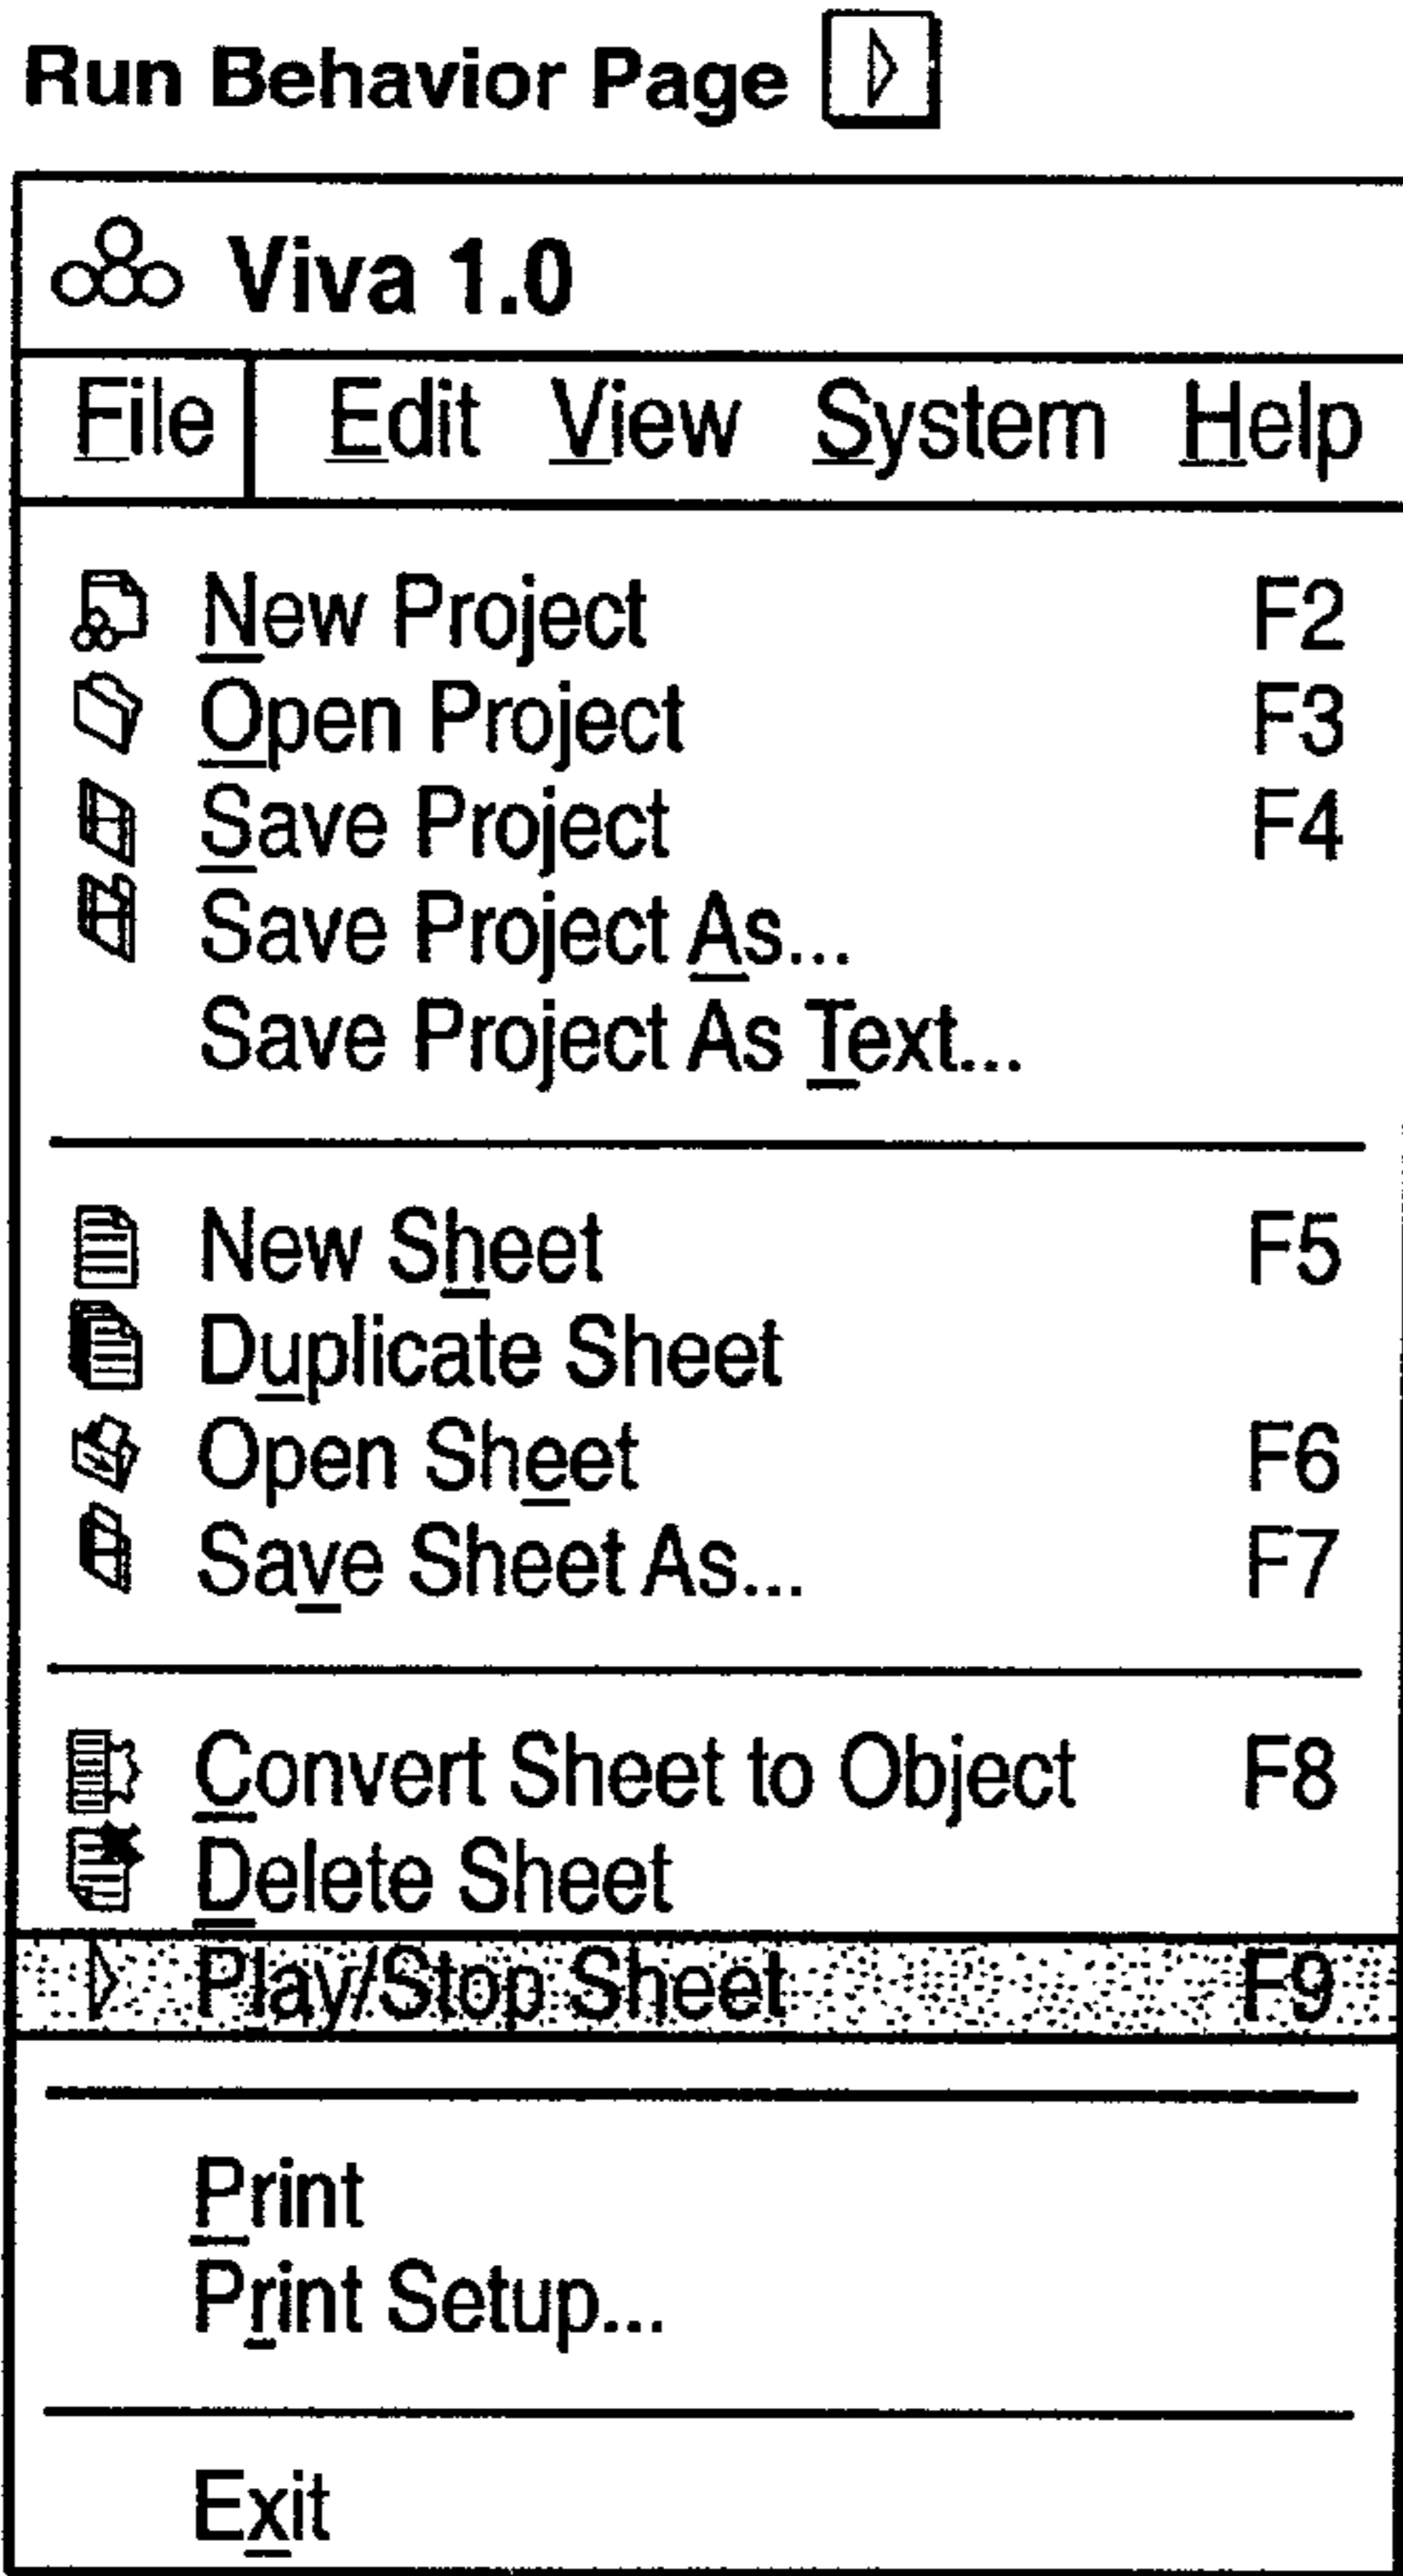 Run Behavior Page
Viva 1.0
File Edit View System Help
New Project F2
Open Project F3
Save Project F4
Save Project As...
Save Project As Text...
New Sheet F5
Duplicate Sheet
Open Sheet F6
Save Sheet As... F7
Convert Sheet to Object F8
Delete Sheet
Play/Stop Sheet F9
Print
Print Setup...
Exit